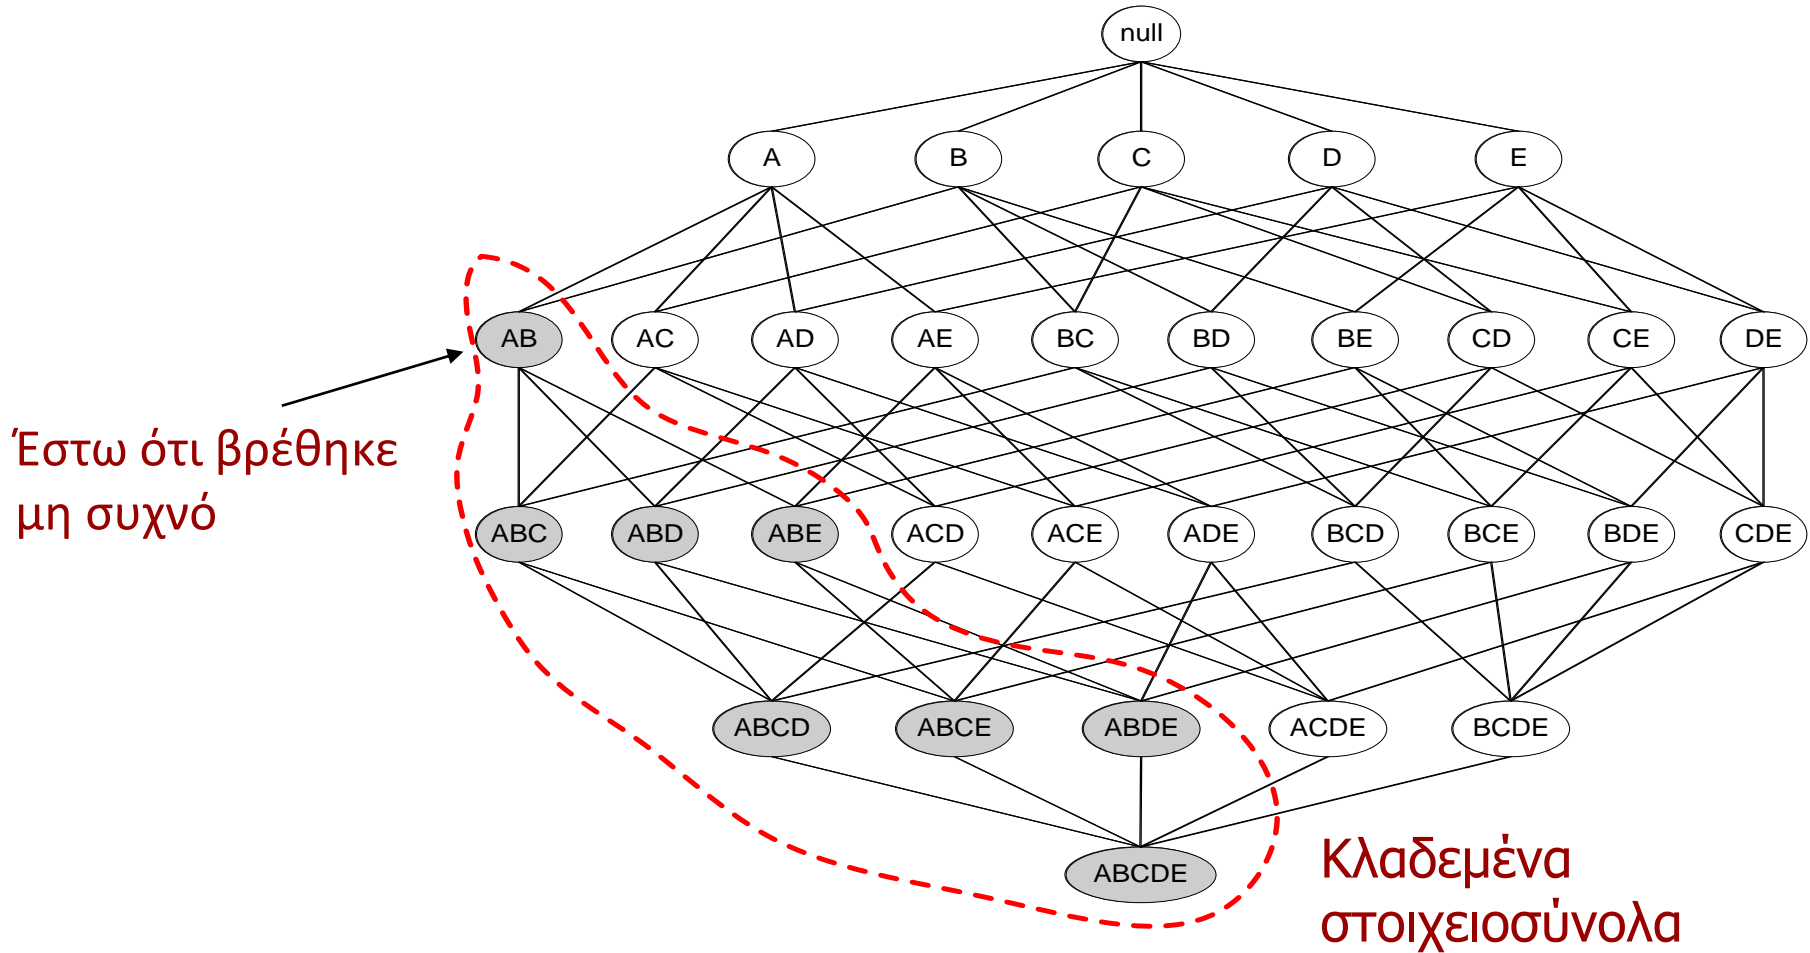 null
A B C D E
AB AC AD AE BC BD BE CD CE DE
Έστω ότι βρέθηκε
μη συχνό
ABC ABD ABE ACD ACE ADE BCD BCE BDE CDE
ABCD ABCE ABDE ACDE BCDE
ABCDE
Κλαδεμένα
στοιχειοσύνολα